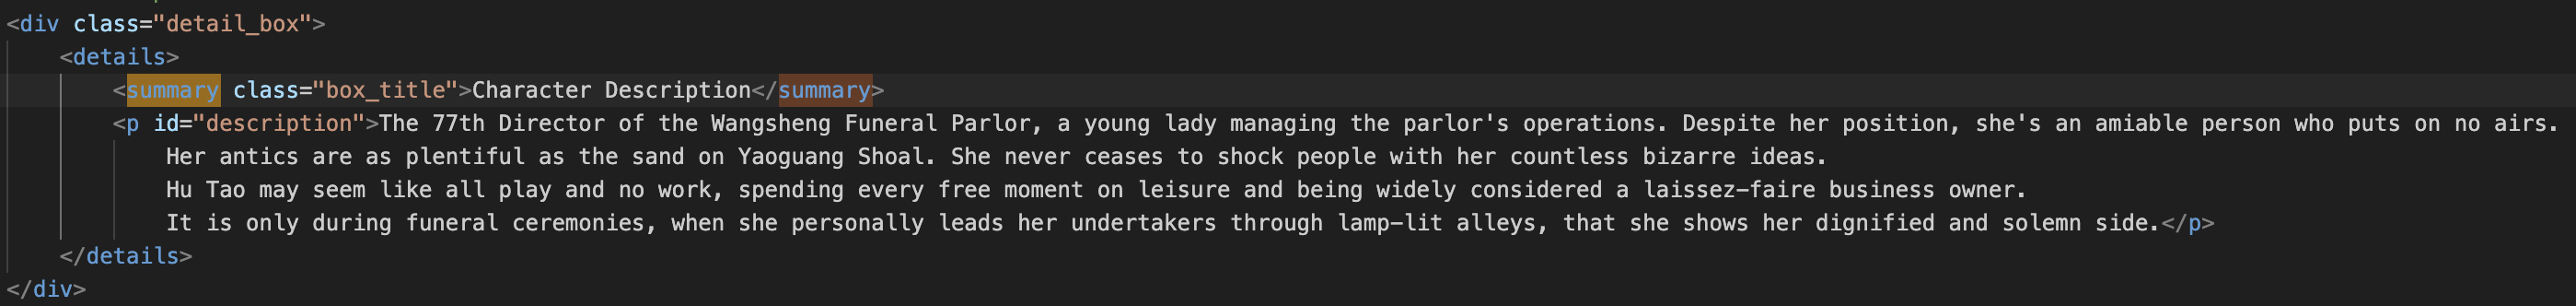 <div class="detail_box">
<details>
<summary class="box_title">Character Description</summary>
<p id="description">The 77th Director of the Wangsheng Funeral Parlor, a young lady managing the parlor's operations. Despite her position, she's an amiable person who puts on no airs.
Her antics are as plentiful as the sand on Yaoguang Shoal. She never ceases to shock people with her countless bizarre ideas.
Hu Tao may seem like all play and no work, spending every free moment on leisure and being widely considered a laissez-faire business owner.
It is only during funeral ceremonies, when she personally leads her undertakers through lamp-lit alleys, that she shows her dignified and solemn side.</p>
</details>
</div>